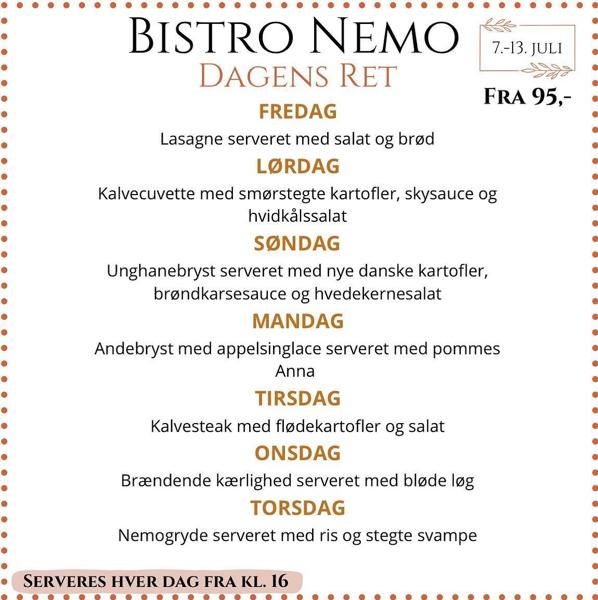 BISTRO NEMO
DAGENS RET
7.-13. JULI
FRA 95,-
FREDAG
Lasagne serveret med salat og brød
LØRDAG
Kalvecuvette med smørstegte kartofler, skysauce og
hvidkålssalat
SØNDAG
Unghanebryst serveret med nye danske kartofler,
brøndkarsesauce og hvedekernesalat
MANDAG
Andebryst med appelsinglace serveret med pommes
Anna
TIRSDAG
Kalvesteak med flødekartofler og salat
ONSDAG
Brændende kærlighed serveret med bløde løg
TORSDAG
Nemogryde serveret med ris og stegte svampe
SERVERES HVER DAG FRA KL. 16